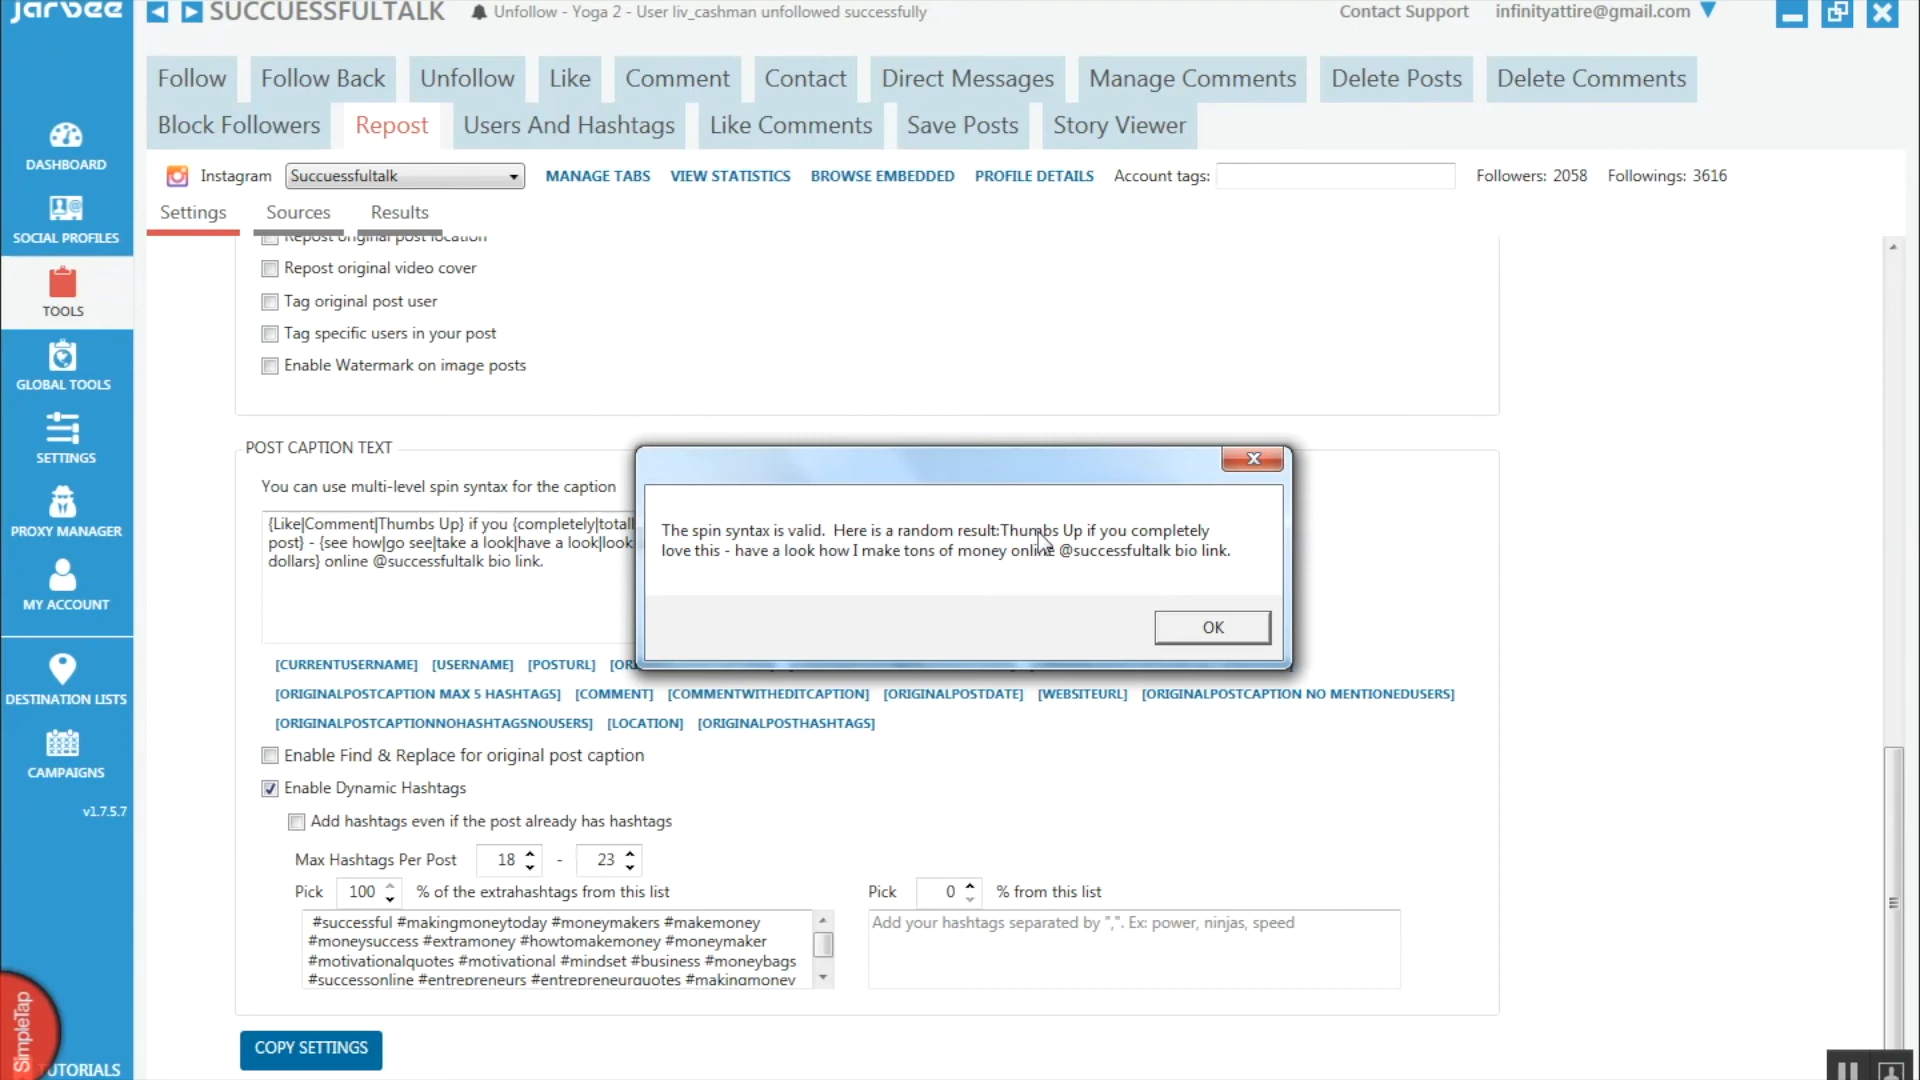 Jarvee
SUCCUESSFULTALK
Unfollow - Yoga 2 - User liv_cashman unfollowed successfully
Contact Support
infinityattire@gmail.com
Follow
Follow Back
Unfollow
Like
Comment
Contact
Direct Messages
Manage Comments
Delete Posts
Delete Comments
Block Followers
Repost
Users And Hashtags
Like Comments
Save Posts
Story Viewer
Instagram
Succuessfultalk
MANAGE TABS
VIEW STATISTICS
BROWSE EMBEDDED
PROFILE DETAILS
Account tags:
Followers: 2058
Followings: 3616
Settings
Sources
Results
DASHBOARD
SOCIAL PROFILES
TOOLS
GLOBAL TOOLS
SETTINGS
PROXY MANAGER
MY ACCOUNT
DESTINATION LISTS
CAMPAIGNS
v1.7.5.7
SimpleTap
TUTORIALS
Repost original post location
Repost original video cover
Tag original post user
Tag specific users in your post
Enable Watermark on image posts
POST CAPTION TEXT
You can use multi-level spin syntax for the caption
{Like|Comment|Thumbs Up} if you {completely|totall
post} - {see how|go see|take a look|have a look|look
dollars} online @successfultalk bio link.
The spin syntax is valid.  Here is a random result:Thumbs Up if you completely
love this - have a look how I make tons of money online @successfultalk bio link.
OK
[CURRENTUSERNAME] [USERNAME] [POSTURL]
[ORIGINALPOSTCAPTION MAX 5 HASHTAGS] [COMMENT] [COMMENTWITHEDITCAPTION] [ORIGINALPOSTDATE] [WEBSITEURL] [ORIGINALPOSTCAPTION NO MENTIONEDUSERS]
[ORIGINALPOSTCAPTIONNOHASHTAGSNOUSERS] [LOCATION] [ORIGINALPOSTHASHTAGS]
Enable Find & Replace for original post caption
Enable Dynamic Hashtags
Add hashtags even if the post already has hashtags
Max Hashtags Per Post 18 - 23
Pick 100 % of the extrahashtags from this list
Pick 0 % from this list
#successful #makingmoneytoday #moneymakers #makemoney
#moneysuccess #extramoney #howtomakemoney #moneymaker
#motivationalquotes #motivational #mindset #business #moneybags
#successonline #entrepreneurs #entrepreneurquotes #makingmoney
Add your hashtags separated by ",". Ex: power, ninjas, speed
COPY SETTINGS